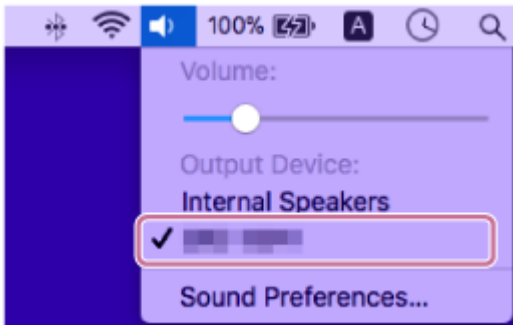 100% A
Volume:
Output Device:
Internal Speakers
Sound Preferences...